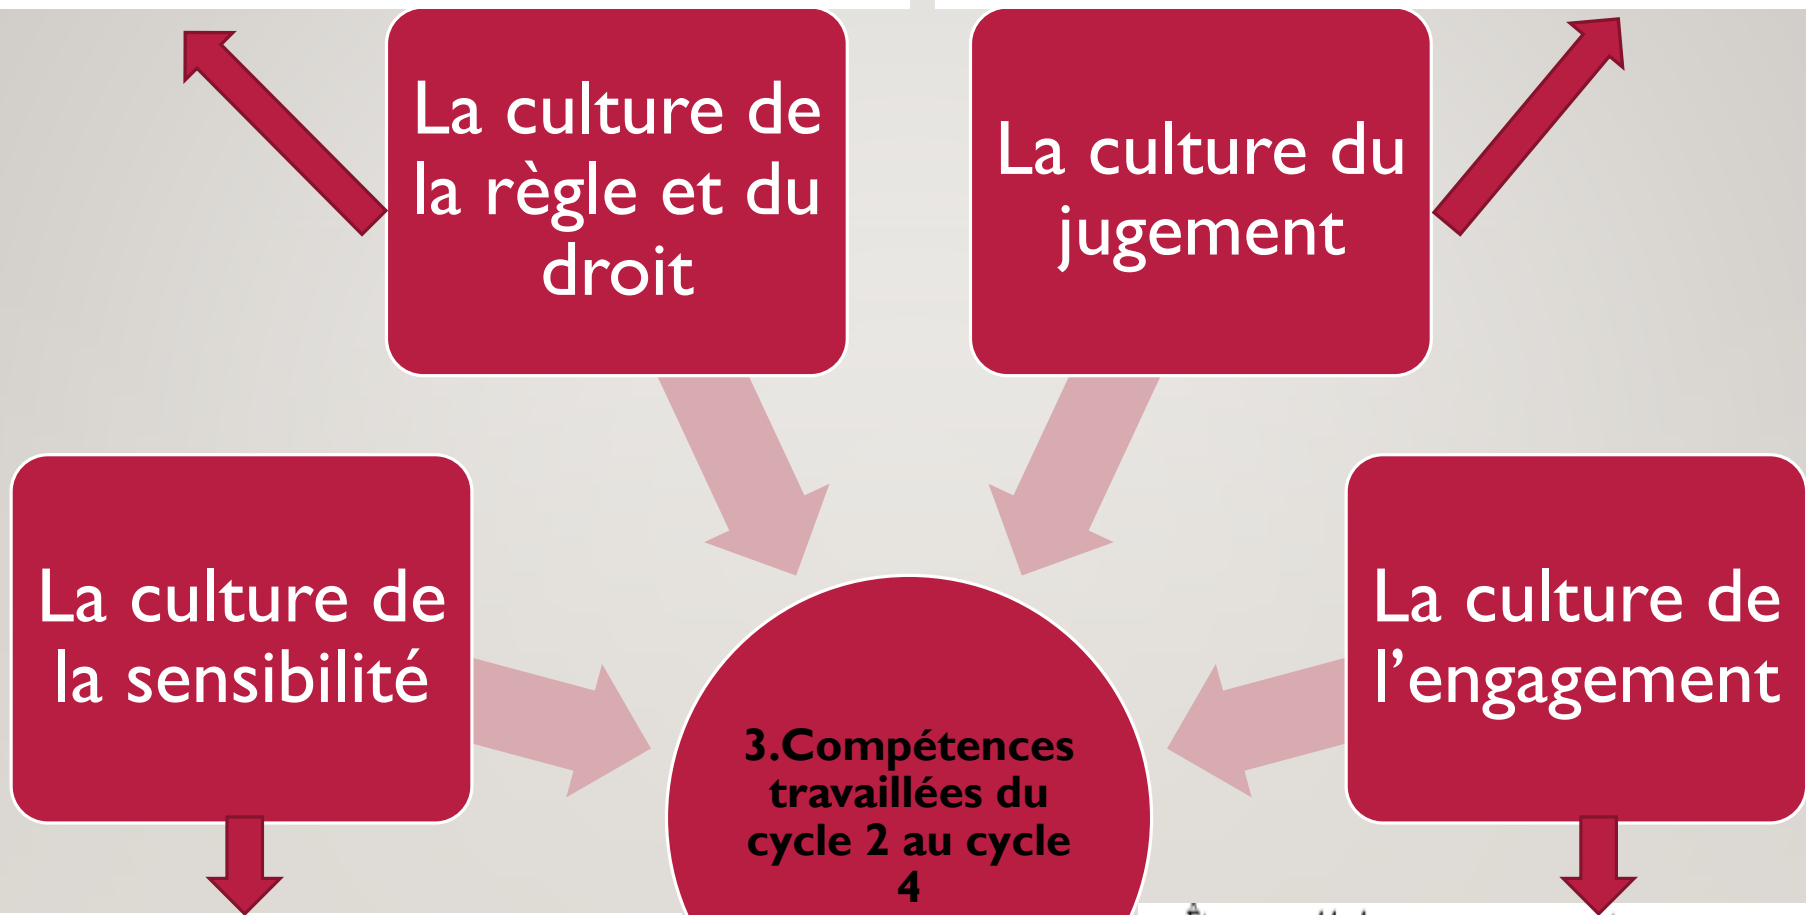 La culture de
la règle et du
droit
La culture du
jugement
La culture de
la sensibilité
La culture de
l’engagement
3.Compétences
travaillées du
cycle 2 au cycle
4